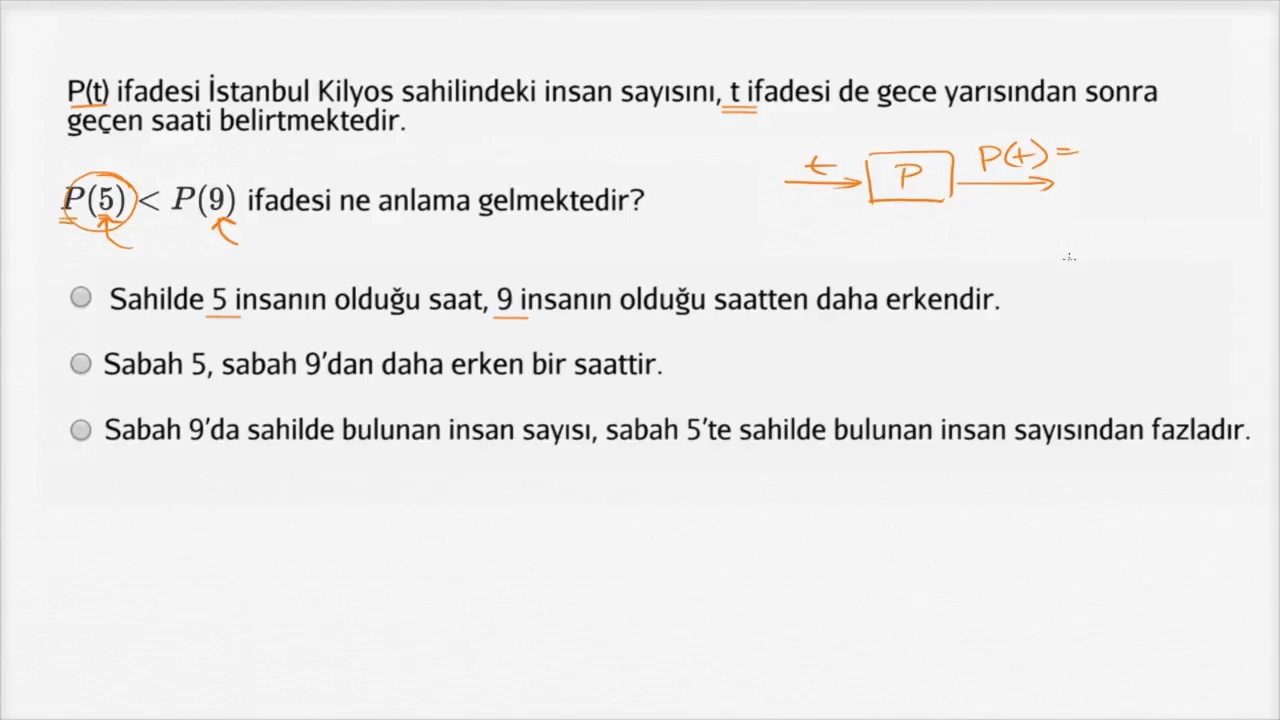 P(t) ifadesi İstanbul Kilyos sahilindeki insan sayısını, t ifadesi de gece yarısından sonra
geçen saati belirtmektedir.
t P P(t) =
P(5) < P(9) ifadesi ne anlama gelmektedir?
Sahilde 5 insanın olduğu saat, 9 insanın olduğu saatten daha erkendir.
Sabah 5, sabah 9'dan daha erken bir saattir.
Sabah 9'da sahilde bulunan insan sayısı, sabah 5'te sahilde bulunan insan sayısından fazladır.